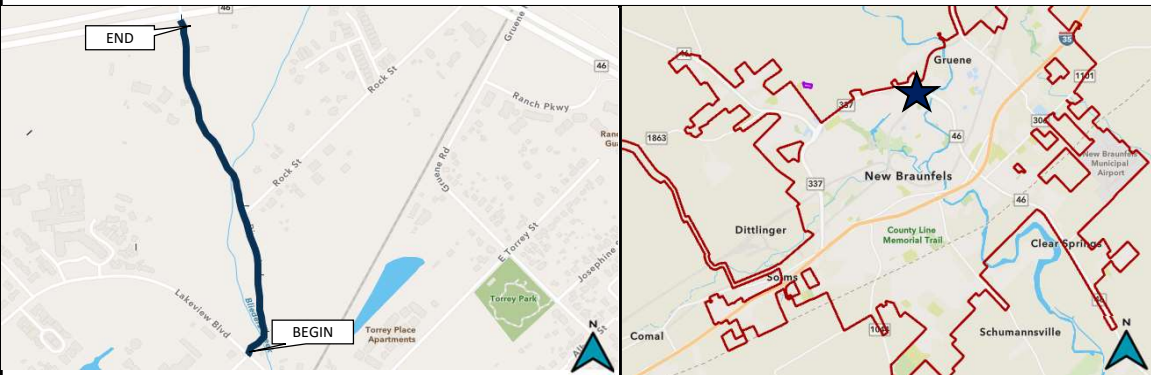 END
46
Rock St
Gruene
46
Ranch Pkwy
Gruene Rd
Rock St
E Torrey St
Josephine
Lakeview Blvd
BEGIN
Torrey Park
Torrey Place
Apartments
N
35
46
Gruene
1101
337
306
1863
46
New Braunfels
Municipal
Airport
New Braunfels
337
46
Dittlinger
County Line
Memorial Trail
Clear Springs
Solms
46
Comal
Schumannsville
N